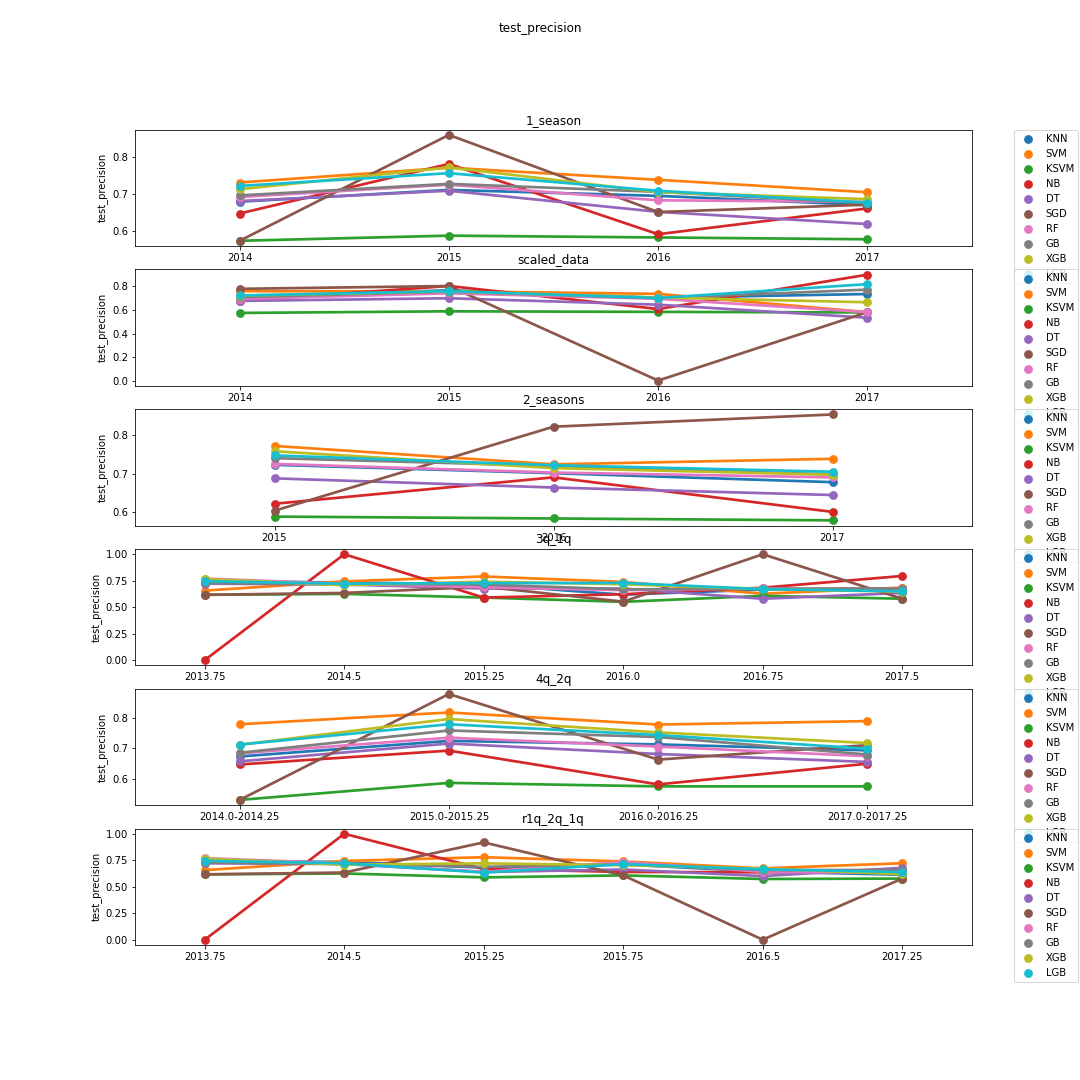 test_precision
1_season
test_precision
0.8
0.7
0.6
2014 2015 2016 2017
KNN
SVM
KSVM
NB
DT
SGD
RF
GB
XGB
scaled_data
test_precision
0.8
0.6
0.4
0.2
0.0
2014 2015 2016 2017
KNN
SVM
KSVM
NB
DT
SGD
RF
GB
XGB
2_seasons
test_precision
0.8
0.7
0.6
2015 2016 2017
KNN
SVM
KSVM
NB
DT
SGD
RF
GB
XGB
3q_1q
test_precision
1.00
0.75
0.50
0.25
0.00
2013.75 2014.5 2015.25 2016.0 2016.75 2017.5
KNN
SVM
KSVM
NB
DT
SGD
RF
GB
XGB
4q_2q
test_precision
0.8
0.7
0.6
2014.0-2014.25 2015.0-2015.25 2016.0-2016.25 2017.0-2017.25
KNN
SVM
KSVM
NB
DT
SGD
RF
GB
XGB
r1q_2q_1q
test_precision
1.00
0.75
0.50
0.25
0.00
2013.75 2014.5 2015.25 2015.75 2016.5 2017.25
KNN
SVM
KSVM
NB
DT
SGD
RF
GB
XGB
LGB